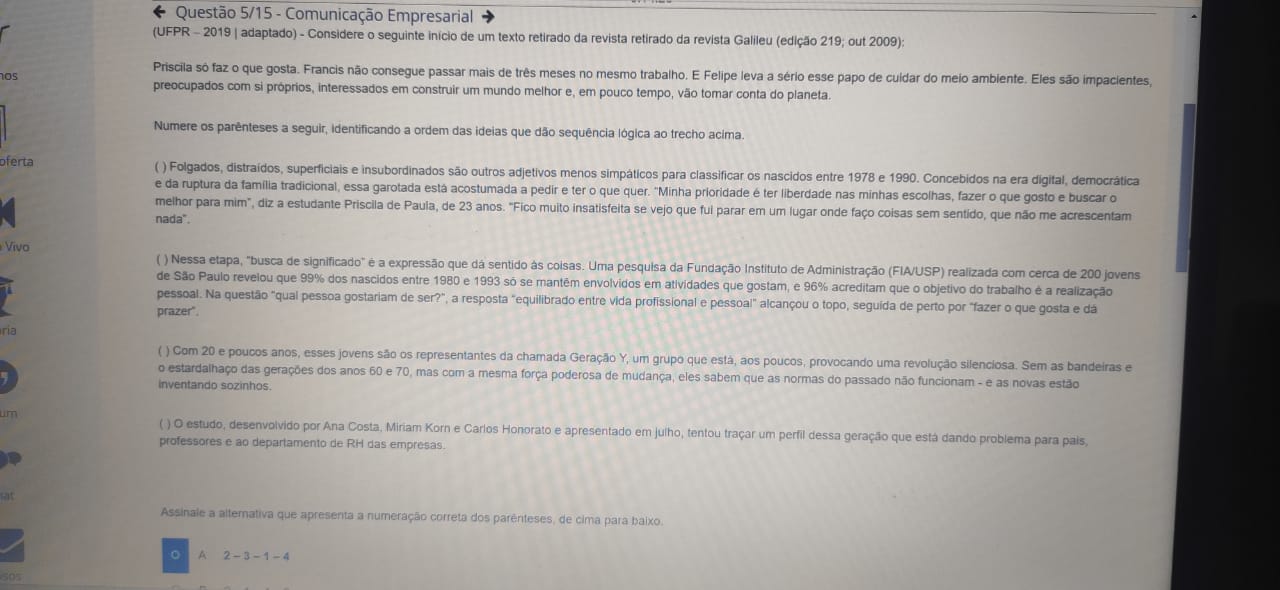 ← Questão 5/15 - Comunicação Empresarial →
(UFPR – 2019 | adaptado) - Considere o seguinte início de um texto retirado da revista retirado da revista Galileu (edição 219; out 2009):
Priscila só faz o que gosta. Francis não consegue passar mais de três meses no mesmo trabalho. E Felipe leva a sério esse papo de cuidar do meio ambiente. Eles são impacientes,
preocupados com si próprios, interessados em construir um mundo melhor e, em pouco tempo, vão tomar conta do planeta.
Numere os parênteses a seguir, identificando a ordem das ideias que dão sequência lógica ao trecho acima.
nos
oferta
Vivo
ria
um
nat
sos
( ) Folgados, distraídos, superficiais e insubordinados são outros adjetivos menos simpáticos para classificar os nascidos entre 1978 e 1990. Concebidos na era digital, democrática
e da ruptura da família tradicional, essa garotada está acostumada a pedir e ter o que quer. “Minha prioridade é ter liberdade nas minhas escolhas, fazer o que gosto e buscar o
melhor para mim”, diz a estudante Priscila de Paula, de 23 anos. “Fico muito insatisfeita se vejo que fui parar em um lugar onde faço coisas sem sentido, que não me acrescentam
nada”.
( ) Nessa etapa, “busca de significado” é a expressão que dá sentido às coisas. Uma pesquisa da Fundação Instituto de Administração (FIA/USP) realizada com cerca de 200 jovens
de São Paulo revelou que 99% dos nascidos entre 1980 e 1993 só se mantêm envolvidos em atividades que gostam, e 96% acreditam que o objetivo do trabalho é a realização
pessoal. Na questão “qual pessoa gostariam de ser?”, a resposta “equilibrado entre vida profissional e pessoal” alcançou o topo, seguida de perto por “fazer o que gosta e dá
prazer”.
( ) Com 20 e poucos anos, esses jovens são os representantes da chamada Geração Y, um grupo que está, aos poucos, provocando uma revolução silenciosa. Sem as bandeiras e
o estardalhaço das gerações dos anos 60 e 70, mas com a mesma força poderosa de mudança, eles sabem que as normas do passado não funcionam - e as novas estão
inventando sozinhos.
( ) O estudo, desenvolvido por Ana Costa, Miriam Korn e Carlos Honorato e apresentado em julho, tentou traçar um perfil dessa geração que está dando problema para pais,
professores e ao departamento de RH das empresas.
Assinale a alternativa que apresenta a numeração correta dos parênteses, de cima para baixo.
A 2 – 3 – 1 – 4